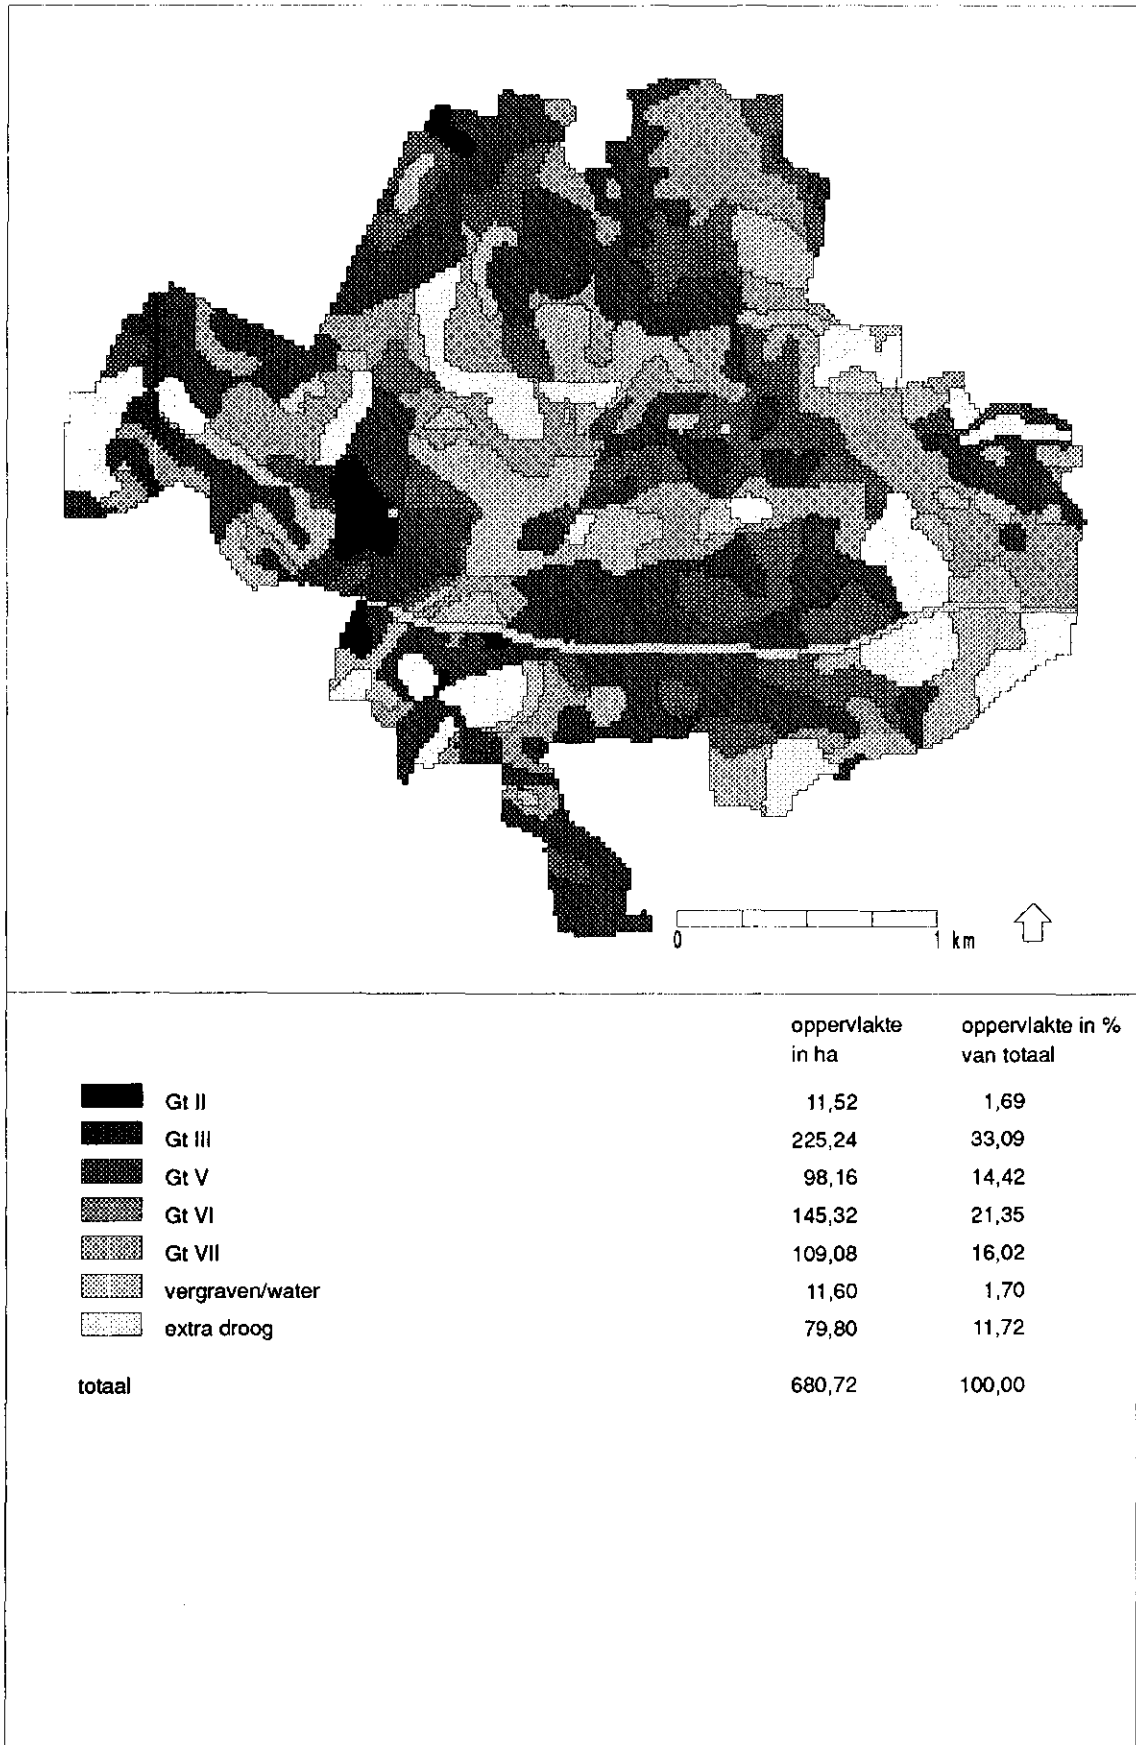 0 1 km
oppervlakte oppervlakte in %
in ha van totaal
Gt II 11,52 1,69
Gt III 225,24 33,09
Gt V 98,16 14,42
Gt VI 145,32 21,35
Gt VII 109,08 16,02
vergraven/water 11,60 1,70
extra droog 79,80 11,72
totaal 680,72 100,00